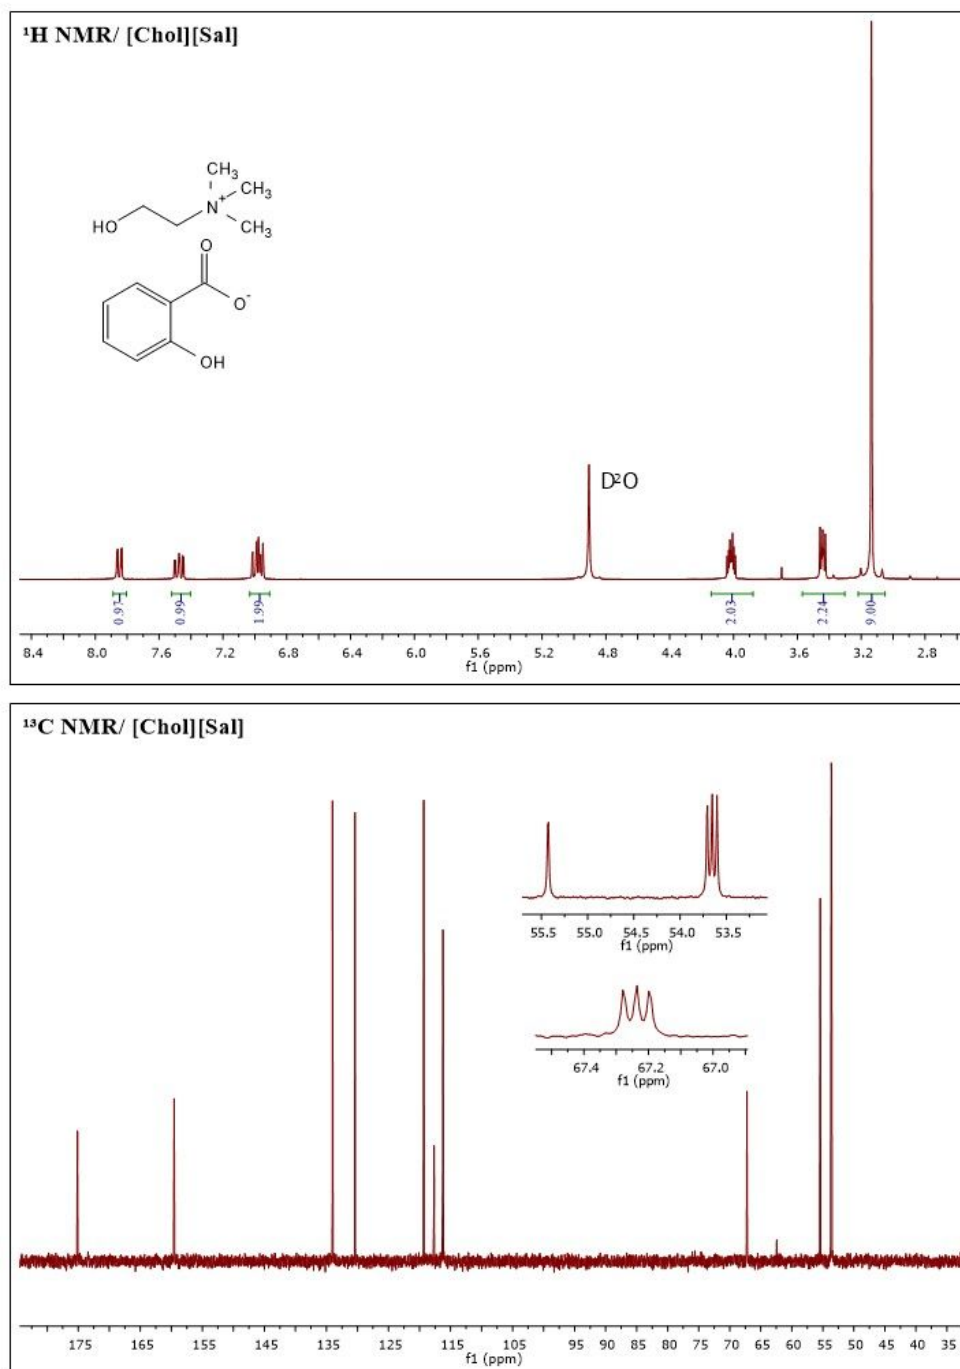 ¹H NMR/ [Chol][Sal]
CH₃
CH₃
N⁺
HO
CH₃
O
O⁻
OH
D²O
0.97
0.99
1.99
2.03
2.24
9.00
8.4 8.0 7.6 7.2 6.8 6.4 6.0 5.6 5.2 4.8 4.4 4.0 3.6 3.2 2.8
f1 (ppm)
¹³C NMR/ [Chol][Sal]
55.5 55.0 54.5 54.0 53.5
f1 (ppm)
67.4 67.2 67.0
f1 (ppm)
175 165 155 145 135 125 115 105 95 90 85 80 75 70 65 60 55 50 45 40 35
f1 (ppm)